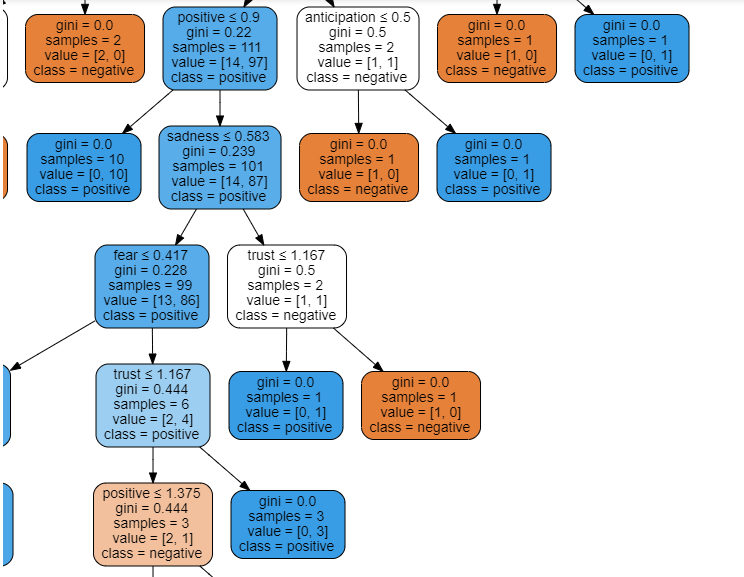 gini = 0.0
samples = 2
value = [2, 0]
class = negative
positive ≤ 0.9
gini = 0.22
samples = 111
value = [14, 97]
class = positive
anticipation ≤ 0.5
gini = 0.5
samples = 2
value = [1, 1]
class = negative
gini = 0.0
samples = 1
value = [1, 0]
class = negative
gini = 0.0
samples = 1
value = [0, 1]
class = positive
gini = 0.0
samples = 10
value = [0, 10]
class = positive
sadness ≤ 0.583
gini = 0.239
samples = 101
value = [14, 87]
class = positive
gini = 0.0
samples = 1
value = [1, 0]
class = negative
gini = 0.0
samples = 1
value = [0, 1]
class = positive
fear ≤ 0.417
gini = 0.228
samples = 99
value = [13, 86]
class = positive
trust ≤ 1.167
gini = 0.5
samples = 2
value = [1, 1]
class = negative
trust ≤ 1.167
gini = 0.444
samples = 6
value = [2, 4]
class = positive
gini = 0.0
samples = 1
value = [0, 1]
class = positive
gini = 0.0
samples = 1
value = [1, 0]
class = negative
positive ≤ 1.375
gini = 0.444
samples = 3
value = [2, 1]
class = negative
gini = 0.0
samples = 3
value = [0, 3]
class = positive